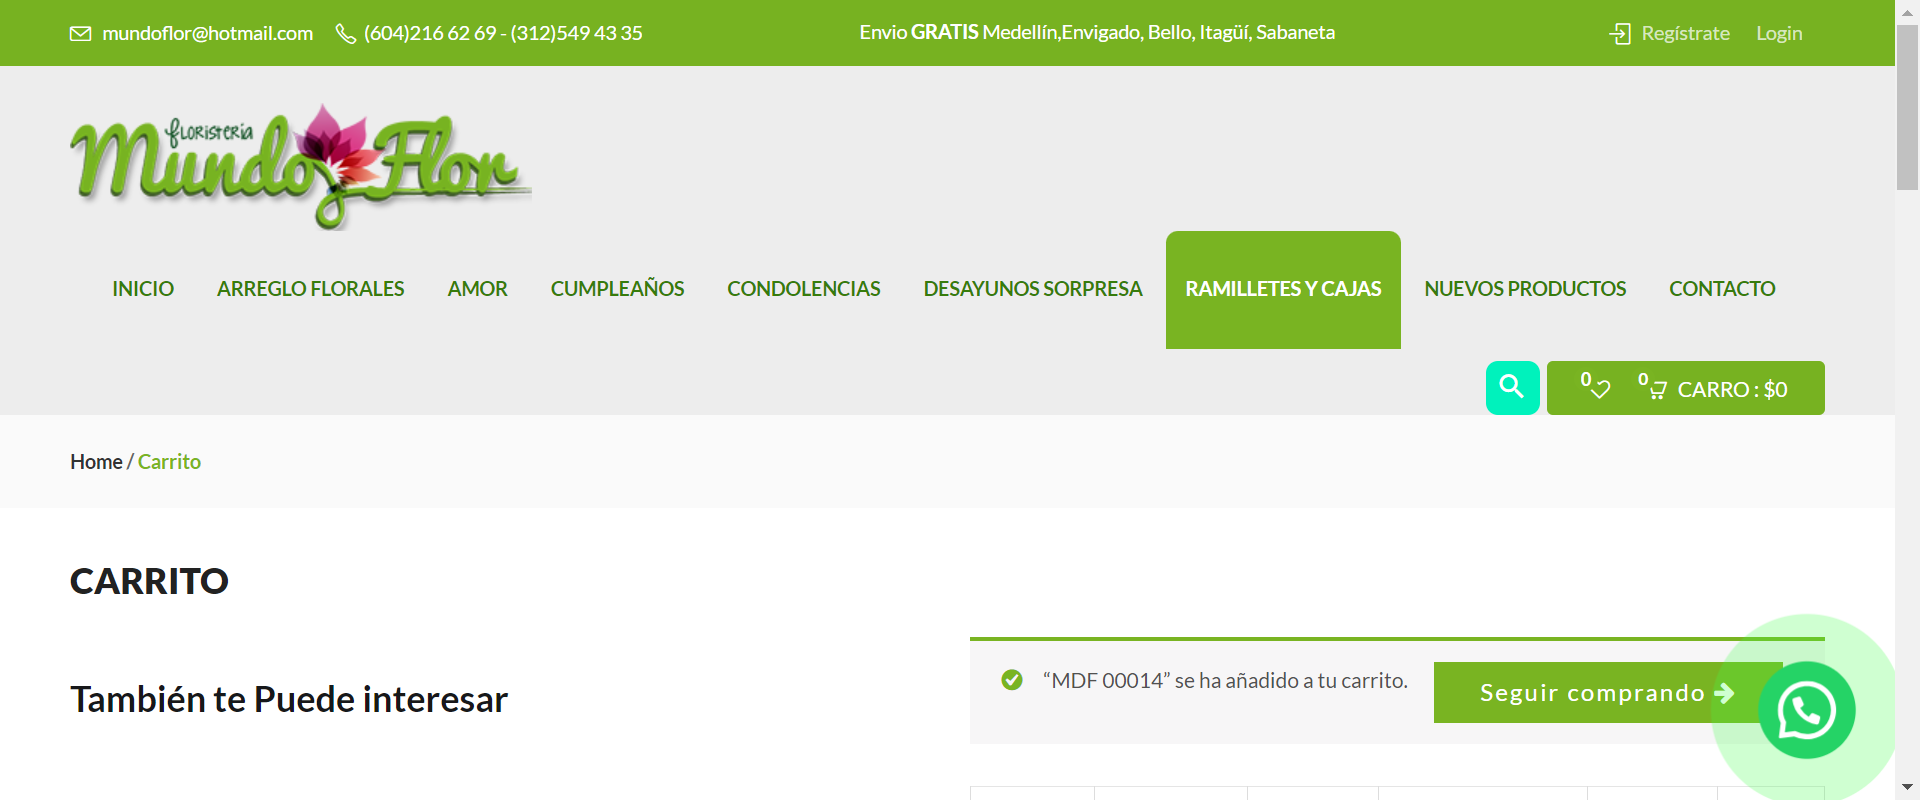 mundoflor@hotmail.com (604)216 62 69 - (312)549 43 35 Envio GRATIS Medellín,Envigado, Bello, Itagüí, Sabaneta Regístrate Login
FLORISTERIA
Mundo Flor
INICIO ARREGLO FLORALES AMOR CUMPLEAÑOS CONDOLENCIAS DESAYUNOS SORPRESA RAMILLETES Y CAJAS NUEVOS PRODUCTOS CONTACTO
0 0 CARRO : $0
Home / Carrito
CARRITO
También te Puede interesar
“MDF 00014” se ha añadido a tu carrito. Seguir comprando